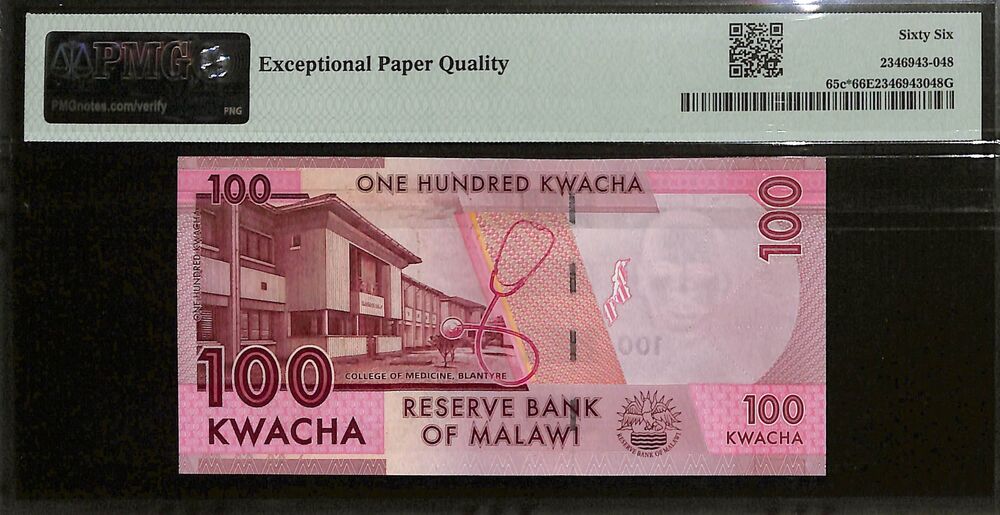 PMG
PMGnotes.com/verify
PNG
Exceptional Paper Quality
Sixty Six
2346943-048
65c*66E2346943048G
100
ONE HUNDRED KWACHA
100
ONE HUNDRED KWACHA
100
100
COLLEGE OF MEDICINE, BLANTYRE
KWACHA
RESERVE BANK
OF MALAWI
RESERVE BANK OF MALAWI
100
KWACHA